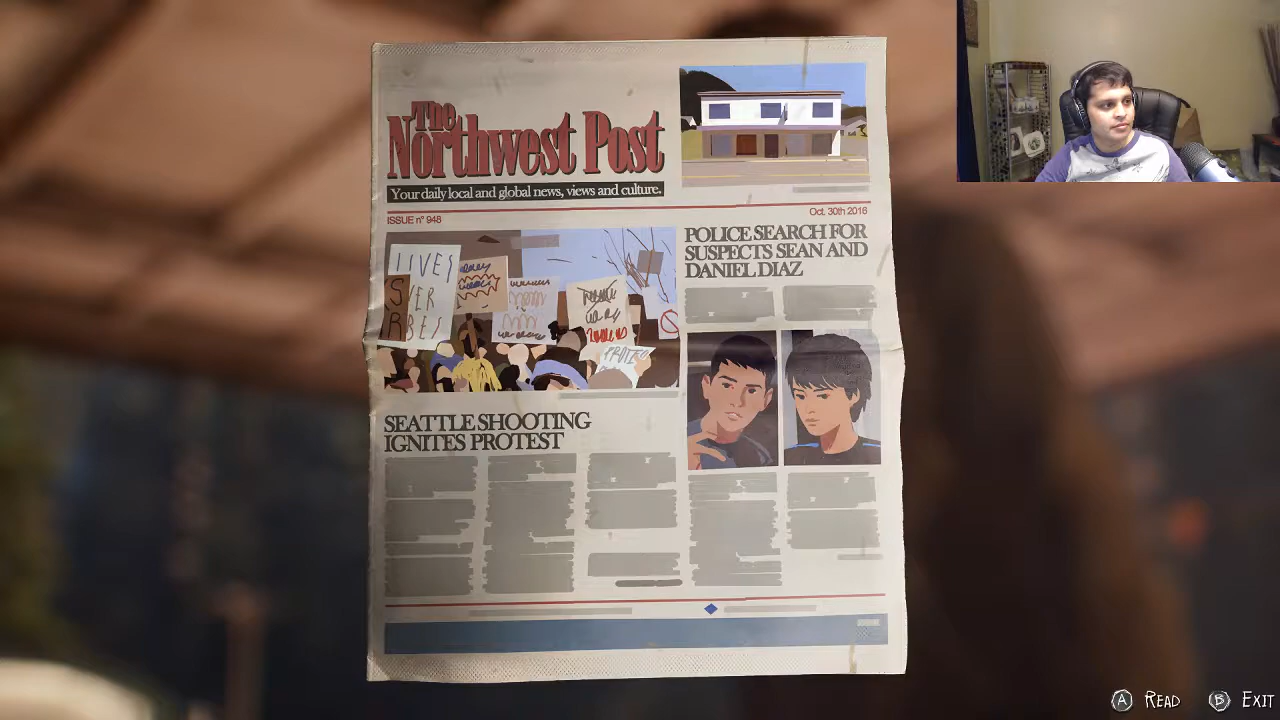 The
Northwest Post
Your daily local and global news, views and culture.
ISSUE n° 948
Oct. 30th 2016
LIVES
POLICE SEARCH FOR
SUSPECTS SEAN AND
DANIEL DIAZ
SEATTLE SHOOTING
IGNITES PROTEST
A READ
B EXIT